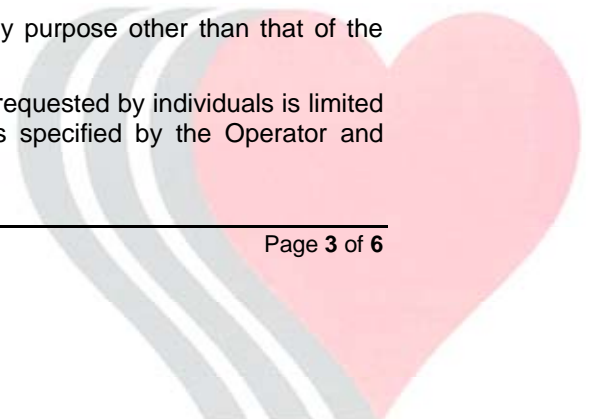 y purpose other than that of the
requested by individuals is limited
s specified by the Operator and
Page 3 of 6